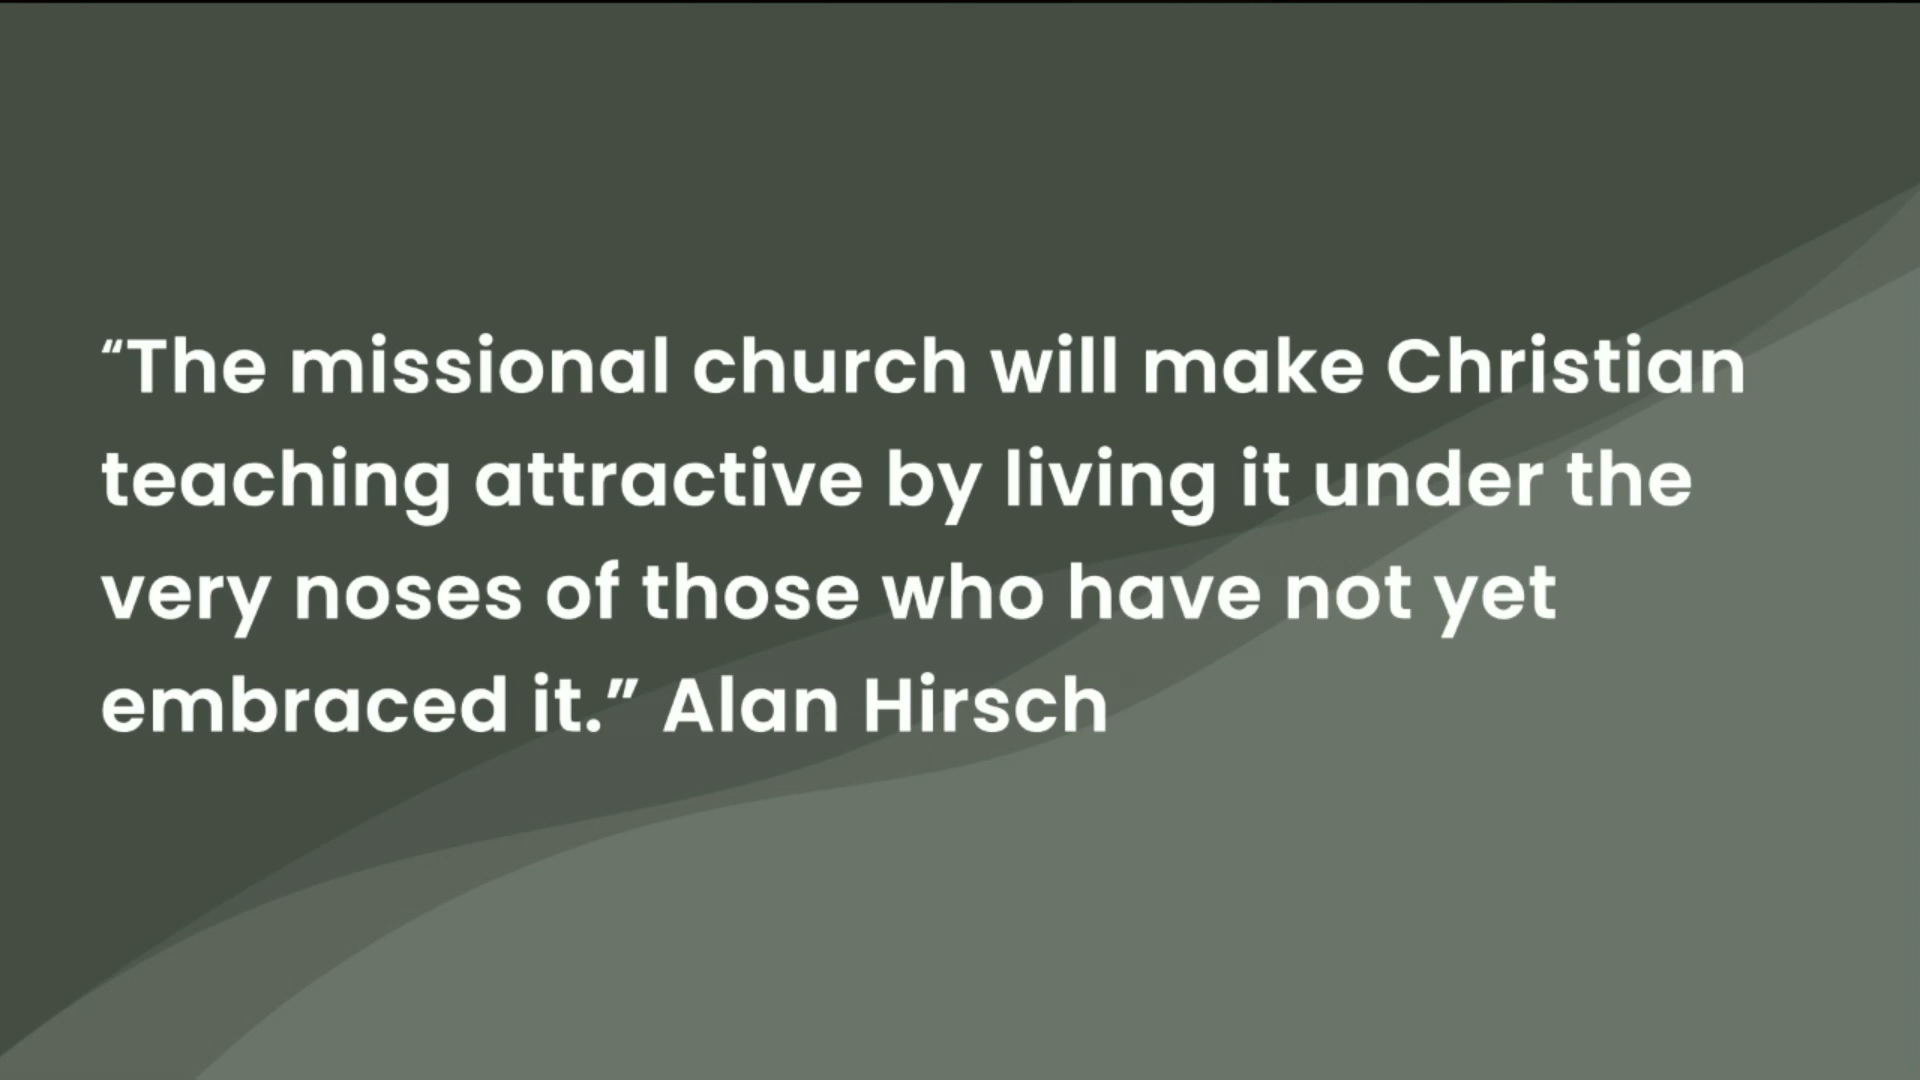 “The missional church will make Christian
teaching attractive by living it under the
very noses of those who have not yet
embraced it.” Alan Hirsch